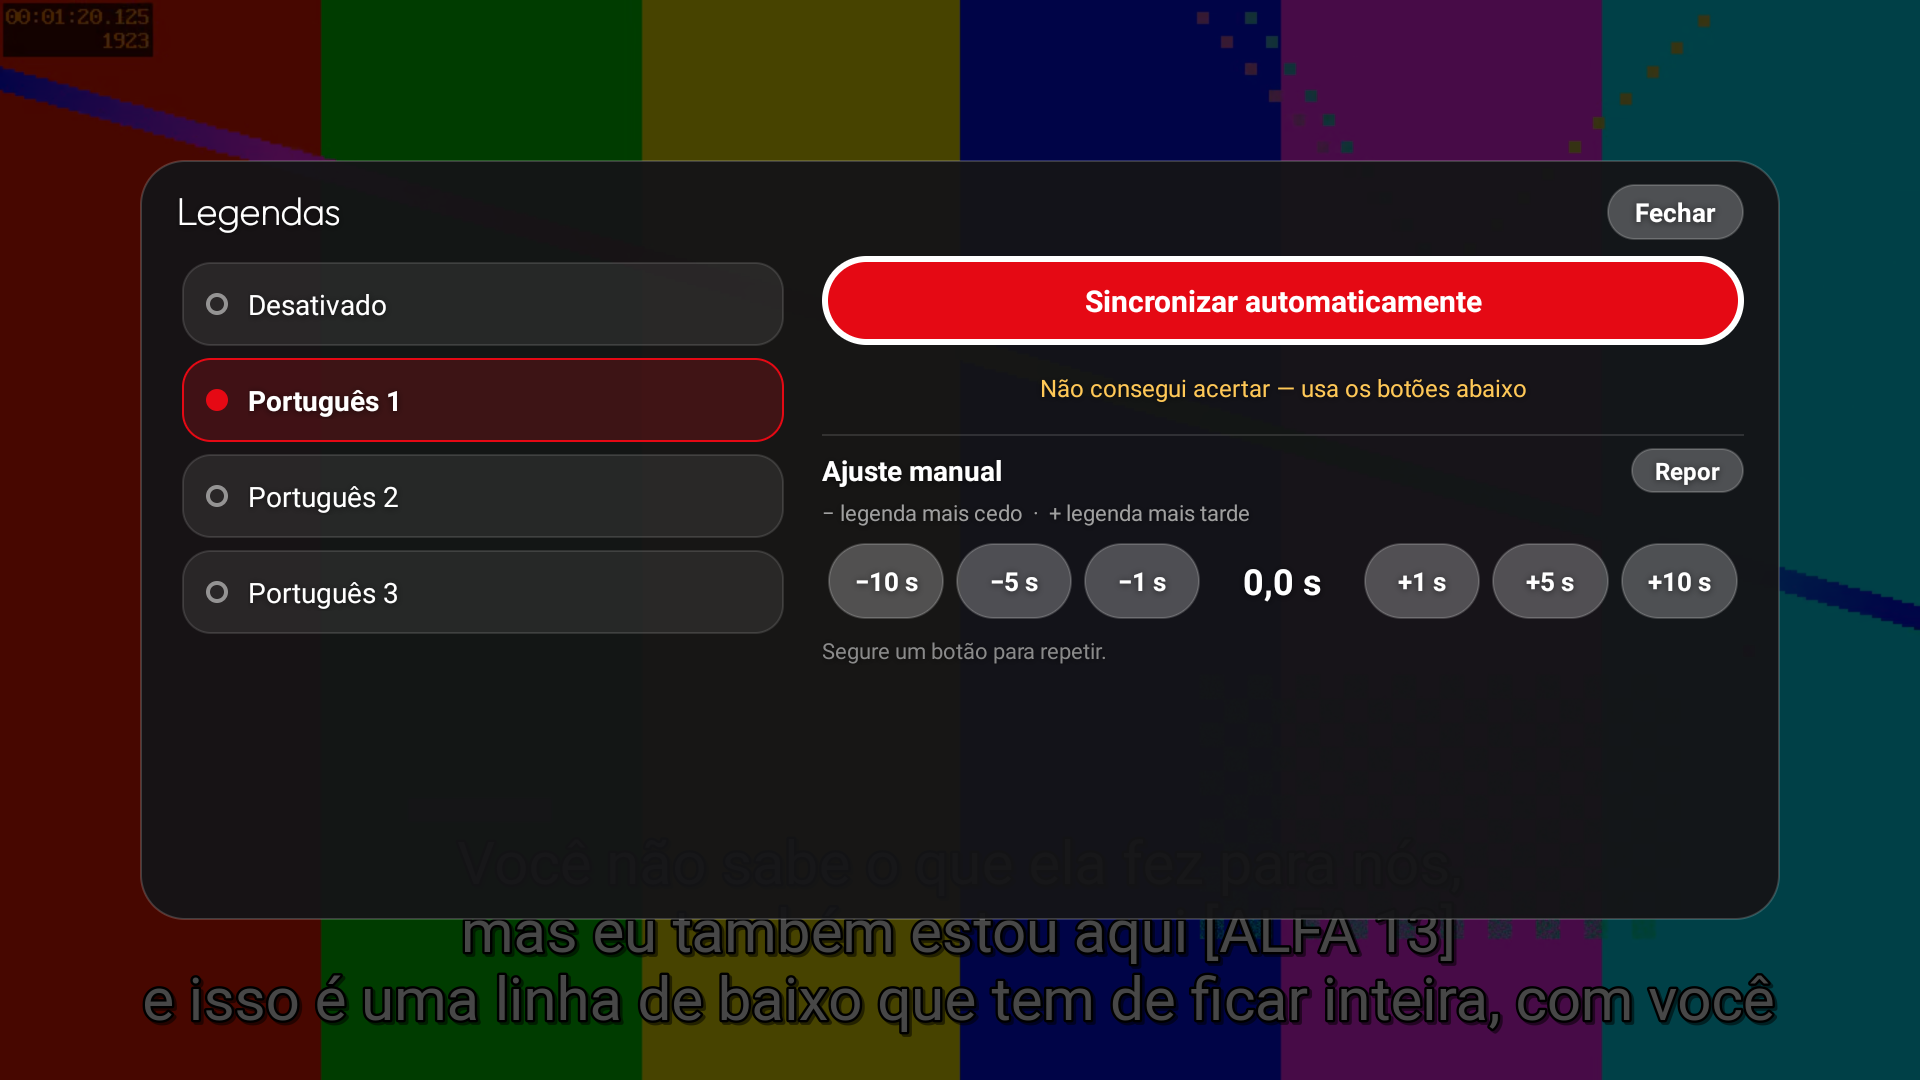 00:01:20.125
1923
Legendas
Fechar
Desativado
Português 1
Português 2
Português 3
Sincronizar automaticamente
Não consegui acertar — usa os botões abaixo
Ajuste manual
Repor
− legenda mais cedo · + legenda mais tarde
−10 s −5 s −1 s 0,0 s +1 s +5 s +10 s
Segure um botão para repetir.
Você não sabe o que ela fez para nós,
mas eu também estou aqui [ALFA 13]
e isso é uma linha de baixo que tem de ficar inteira, com você